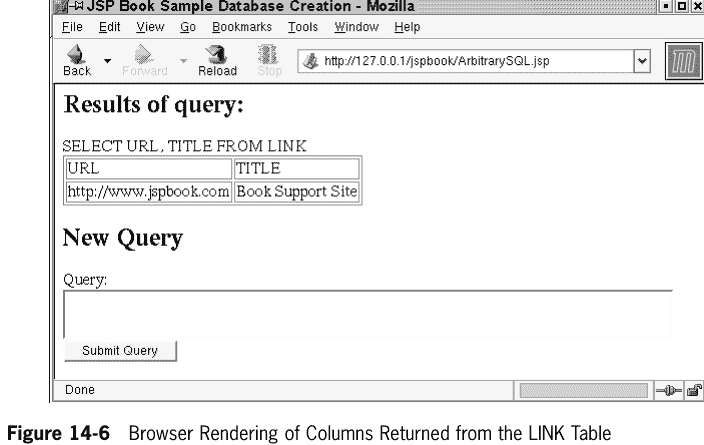 JSP Book Sample Database Creation - Mozilla
File Edit View Go Bookmarks Tools Window Help
Back Forward Reload Stop http://127.0.0.1/jspbook/ArbitrarySQL.jsp
Results of query:
SELECT URL, TITLE FROM LINK
URL TITLE
http://www.jspbook.com Book Support Site
New Query
Query:
Submit Query
Done
Figure 14-6 Browser Rendering of Columns Returned from the LINK Table